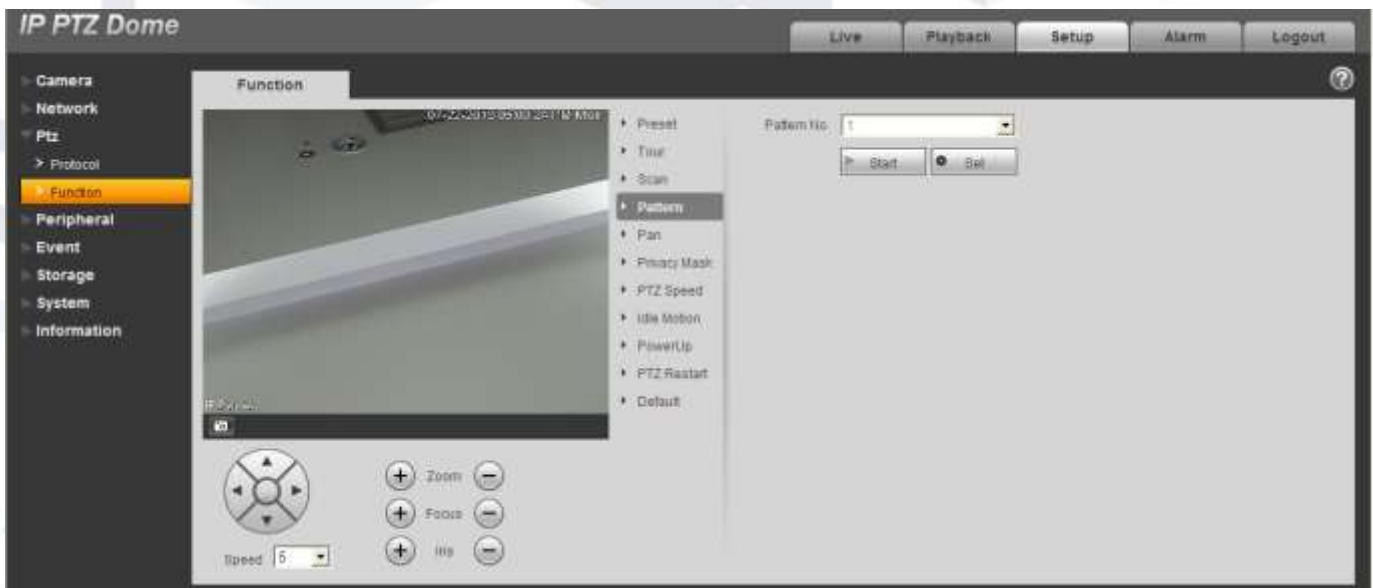 IP PTZ Dome
Live
Playback
Setup
Alarm
Logout
Camera
Network
Ptz
Protocol
Function
Peripheral
Event
Storage
System
Information
Function
Preset
Tour
Scan
Pattern
Pan
Privacy Mask
PTZ Speed
Idle Motion
PowerUp
PTZ Restart
Default
Pattern No. 1
Start
Zoom
Focus
Iris
Speed 5